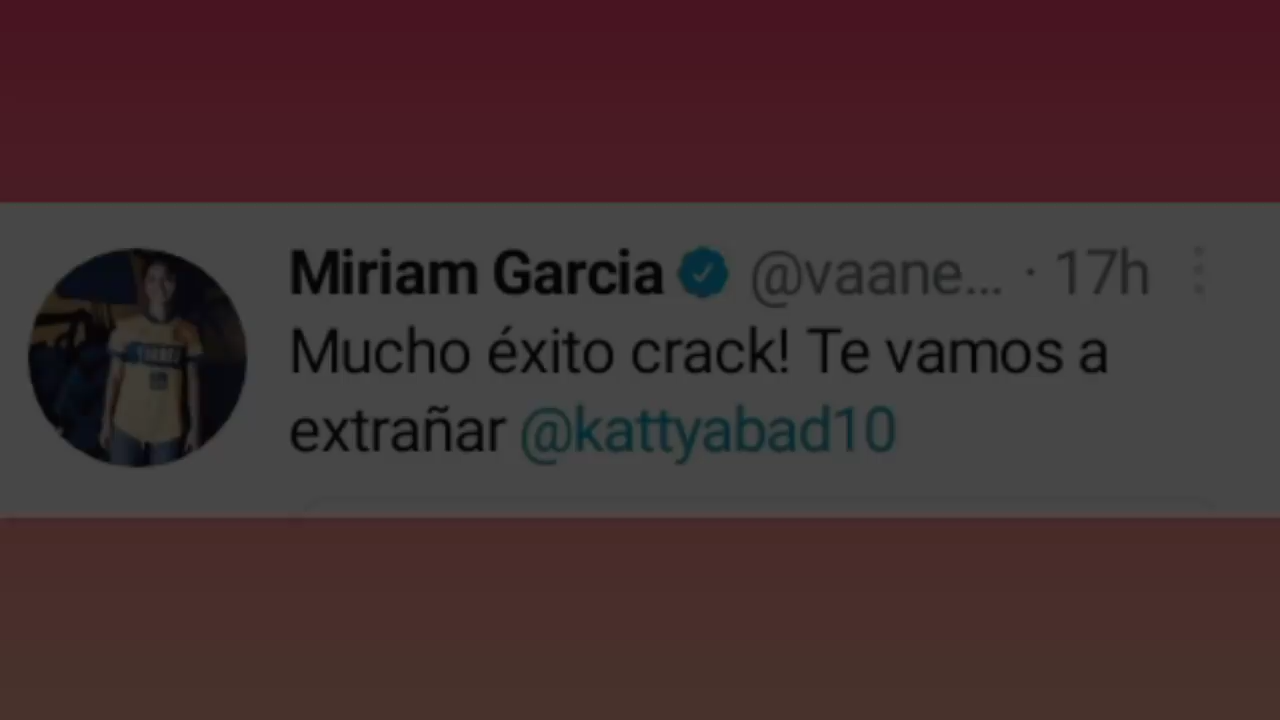 Miriam Garcia @vaane... · 17h
Mucho éxito crack! Te vamos a
extrañar @kattyabad10